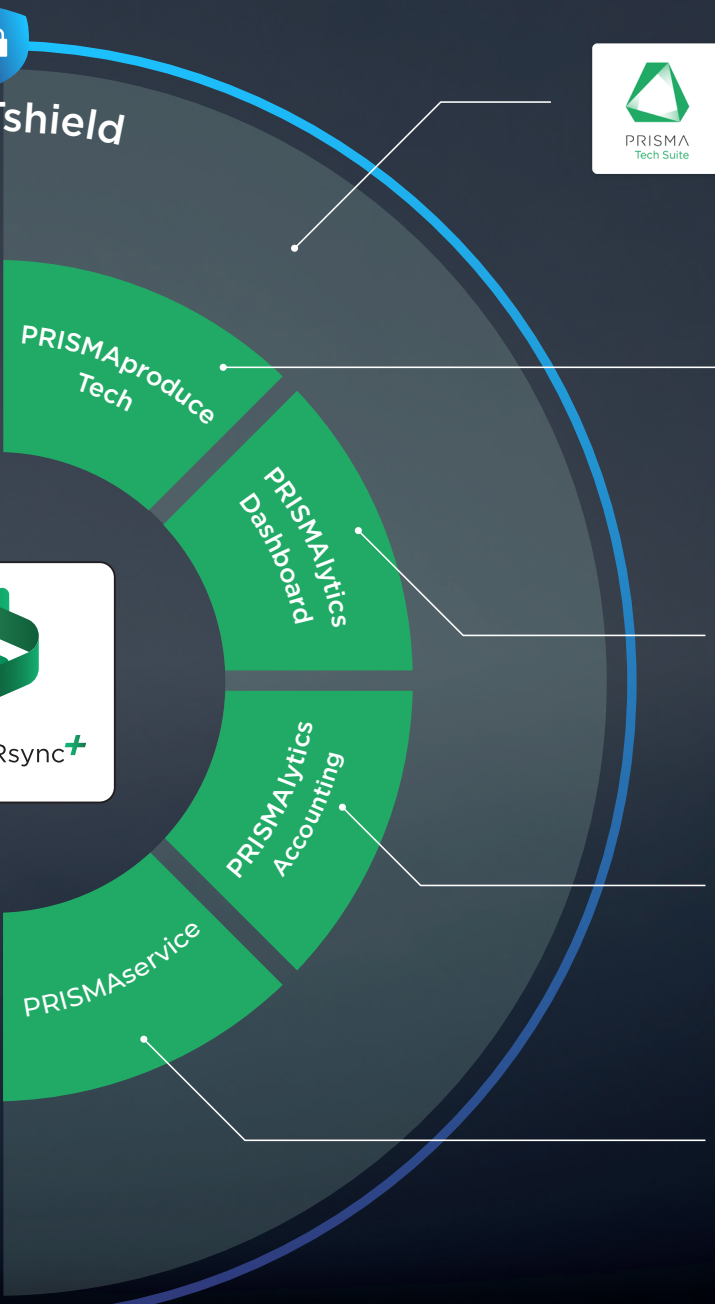 shield
PRISMA
Tech Suite
PRISMAproduce
Tech
PRISMAlytics
Dashboard
Rsync+
PRISMAlytics
Accounting
PRISMAservice